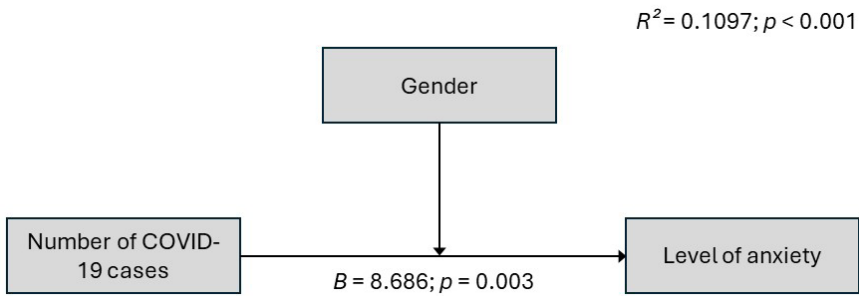 R²= 0.1097; p < 0.001
Gender
Number of COVID-
19 cases
Level of anxiety
B = 8.686; p = 0.003